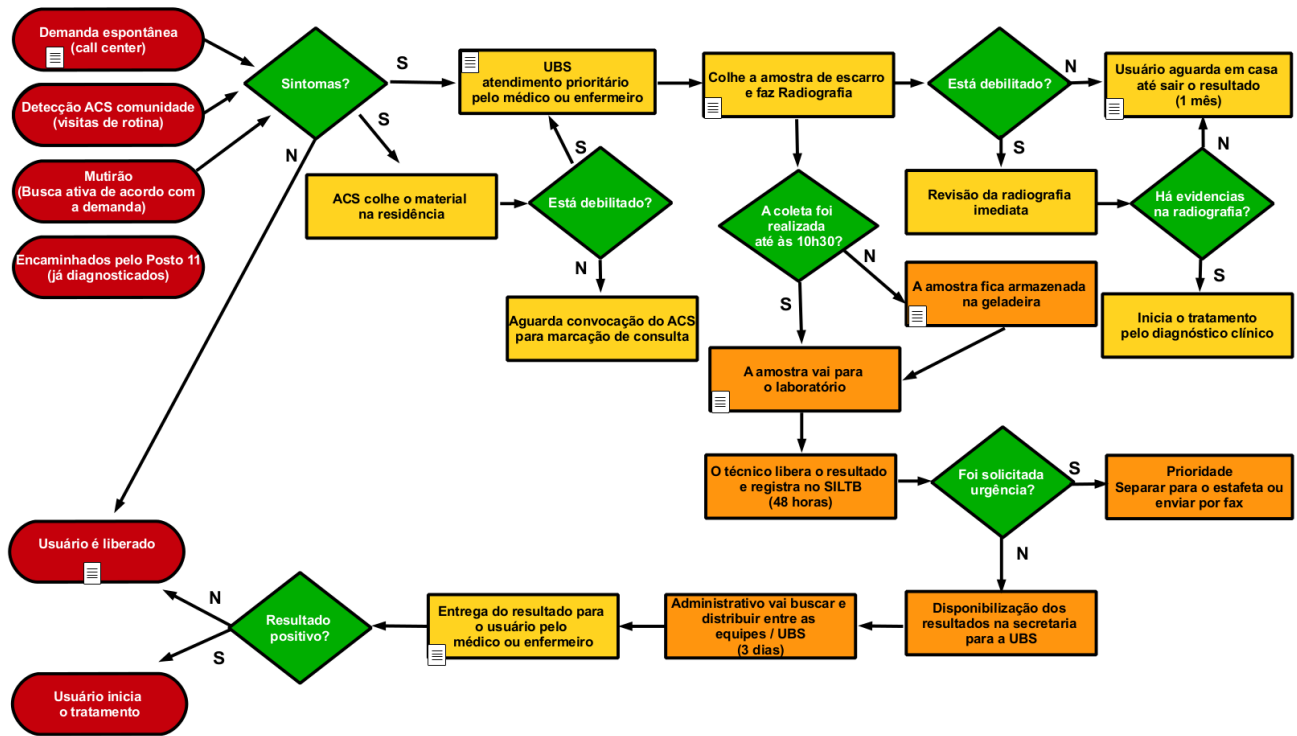 Demanda espontânea
(call center)
Detecção ACS comunidade
(visitas de rotina)
Mutirão
(Busca ativa de acordo com
a demanda)
Encaminhados pelo Posto 11
(já diagnosticados)
Sintomas?
S
S
N
UBS
atendimento prioritário
pelo médico ou enfermeiro
ACS colhe o material
na residência
Está debilitado?
S
N
Aguarda convocação do ACS
para marcação de consulta
Colhe a amostra de escarro
e faz Radiografia
Está debilitado?
N
S
Usuário aguarda em casa
até sair o resultado
(1 mês)
Revisão da radiografia
imediata
Há evidencias
na radiografia?
N
S
Inicia o tratamento
pelo diagnóstico clínico
A coleta foi
realizada
até às 10h30?
N
S
A amostra fica armazenada
na geladeira
A amostra vai para
o laboratório
O técnico libera o resultado
e registra no SILTB
(48 horas)
Foi solicitada
urgência?
S
N
Prioridade
Separar para o estafeta ou
enviar por fax
Disponibilização dos
resultados na secretaria
para a UBS
Administrativo vai buscar e
distribuir entre as
equipes / UBS
(3 dias)
Entrega do resultado para
o usuário pelo
médico ou enfermeiro
Resultado
positivo?
N
S
Usuário é liberado
Usuário inicia
o tratamento